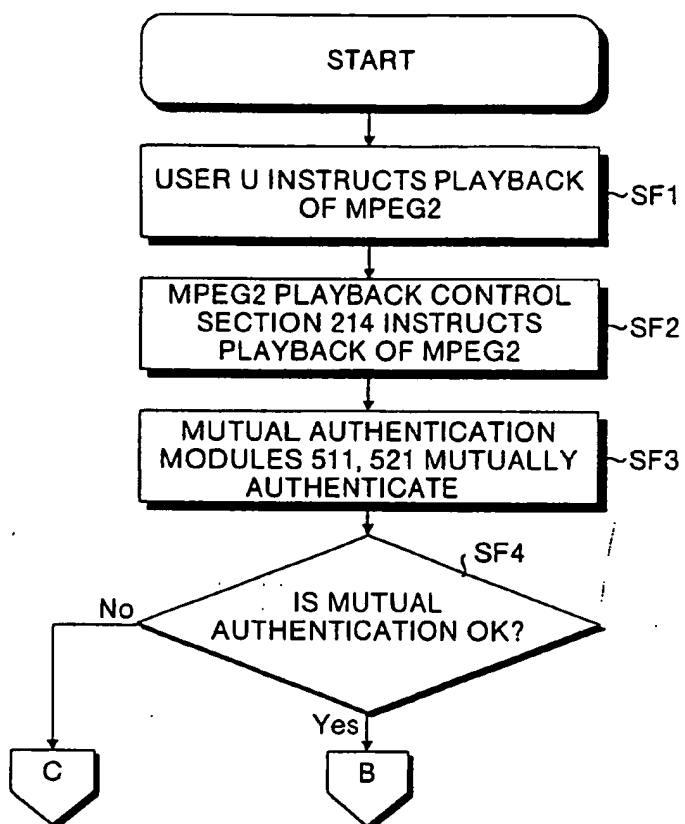 START
USER U INSTRUCTS PLAYBACK
OF MPEG2
SF1
MPEG2 PLAYBACK CONTROL
SECTION 214 INSTRUCTS
PLAYBACK OF MPEG2
SF2
MUTUAL AUTHENTICATION
MODULES 511, 521 MUTUALLY
AUTHENTICATE
SF3
SF4
IS MUTUAL
AUTHENTICATION OK?
No
Yes
C
B